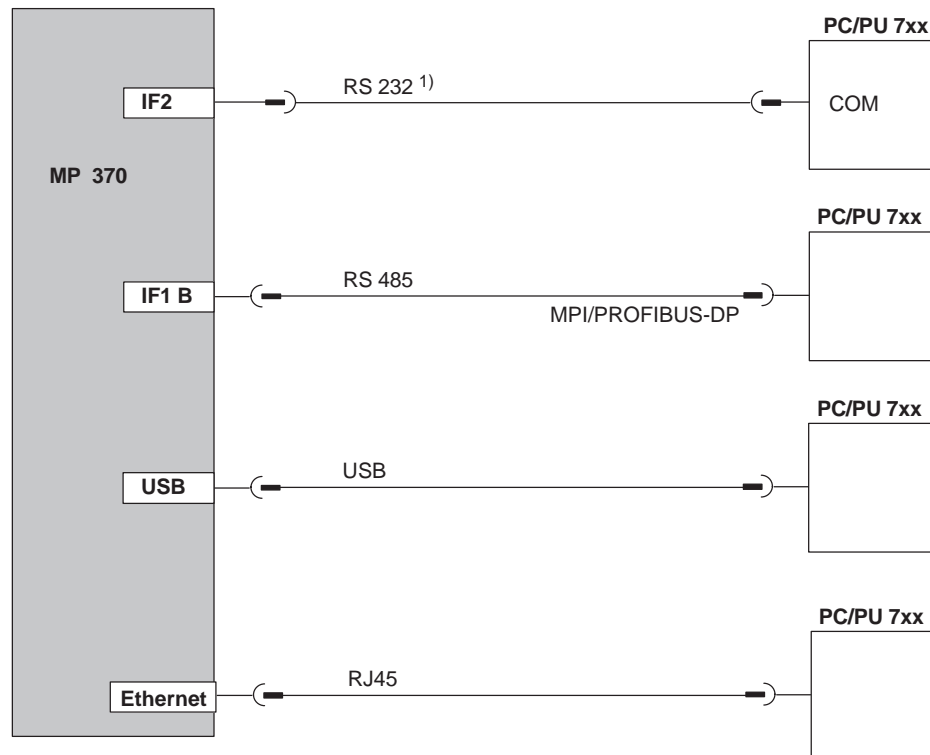 PC/PU 7xx
IF2
RS 232 1)
COM
MP 370
PC/PU 7xx
IF1 B
RS 485
MPI/PROFIBUS-DP
PC/PU 7xx
USB
USB
PC/PU 7xx
Ethernet
RJ45